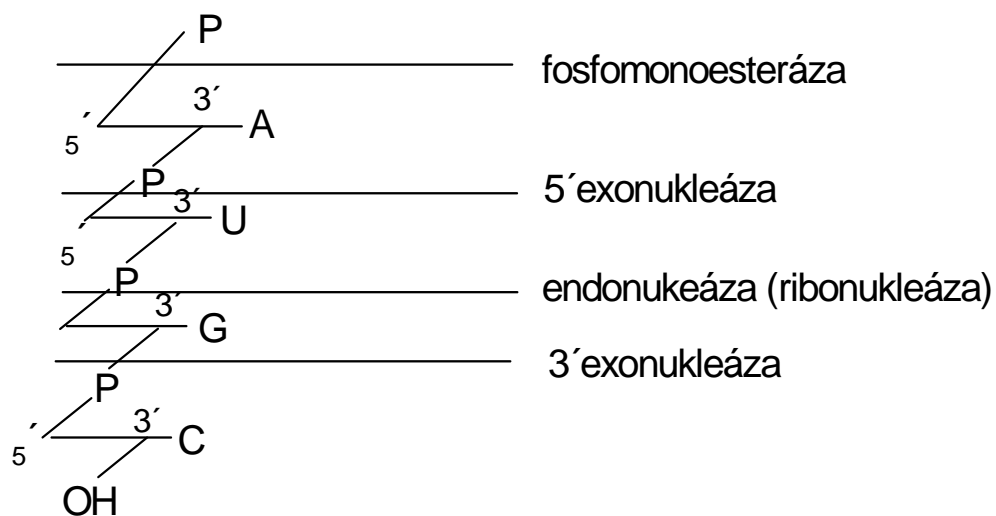 P
fosfomonoesteráza
3´
5´ A
P 5´exonukleáza
3´
5´ U
P endonukeáza (ribonukleáza)
3´
G
3´exonukleáza
P
3´
5´ C
OH